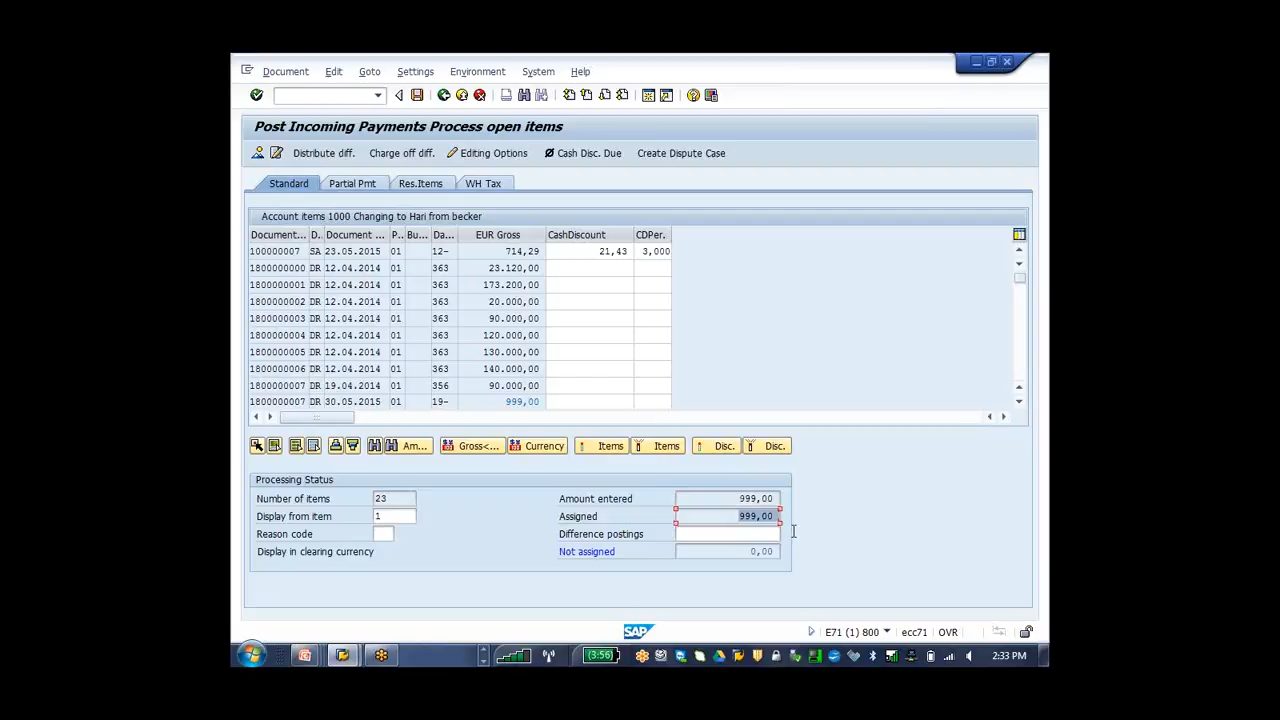 Document Edit Goto Settings Environment System Help
Post Incoming Payments Process open items
Distribute diff. Charge off diff. Editing Options Cash Disc. Due Create Dispute Case
Standard Partial Pmt Res.Items WH Tax
Account items 1000 Changing to Hari from becker
Document... D. Document ... P.. Bu... Da... EUR Gross CashDiscount CDPer.
100000007 SA 23.05.2015 01 12- 714,29 21,43 3,000
1800000000 DR 12.04.2014 01 363 23.120,00
1800000001 DR 12.04.2014 01 363 173.200,00
1800000002 DR 12.04.2014 01 363 20.000,00
1800000003 DR 12.04.2014 01 363 90.000,00
1800000004 DR 12.04.2014 01 363 120.000,00
1800000005 DR 12.04.2014 01 363 130.000,00
1800000006 DR 12.04.2014 01 363 140.000,00
1800000007 DR 19.04.2014 01 356 90.000,00
1800000007 DR 30.05.2015 01 19- 999,00
Am... Gross<... Currency Items Items Disc. Disc.
Processing Status
Number of items 23 Amount entered 999,00
Display from item 1 Assigned 999,00
Reason code Difference postings
Display in clearing currency Not assigned 0,00
SAP E71 (1) 800 ecc71 OVR
(3:56) 2:33 PM